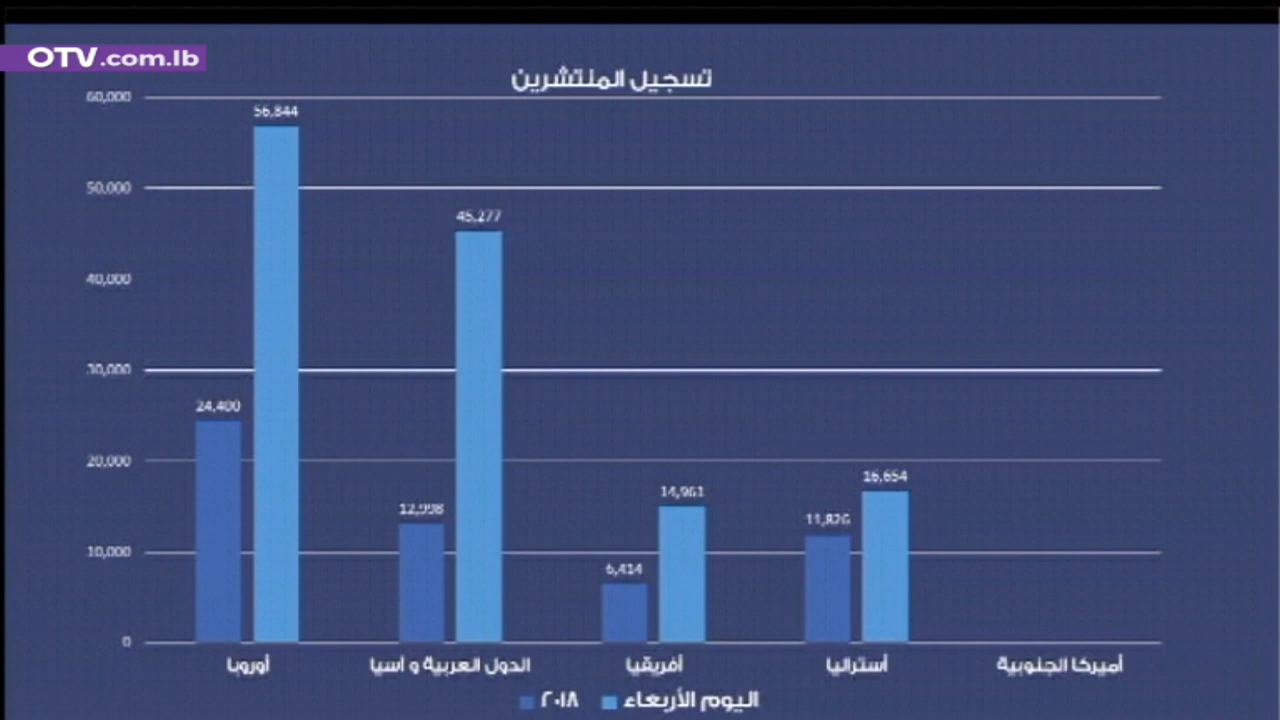 OTV.com.lb
تسجيل المنتشرين
60,000
56,844
50,000
45,277
40,000
30,000
24,400
20,000
16,654
14,961
12,998
11,826
10,000
6,414
0
أوروبا
الدول العربية و آسيا
أفريقيا
أستراليا
أميركا الجنوبية
٢٠١٨
اليوم الأربعاء